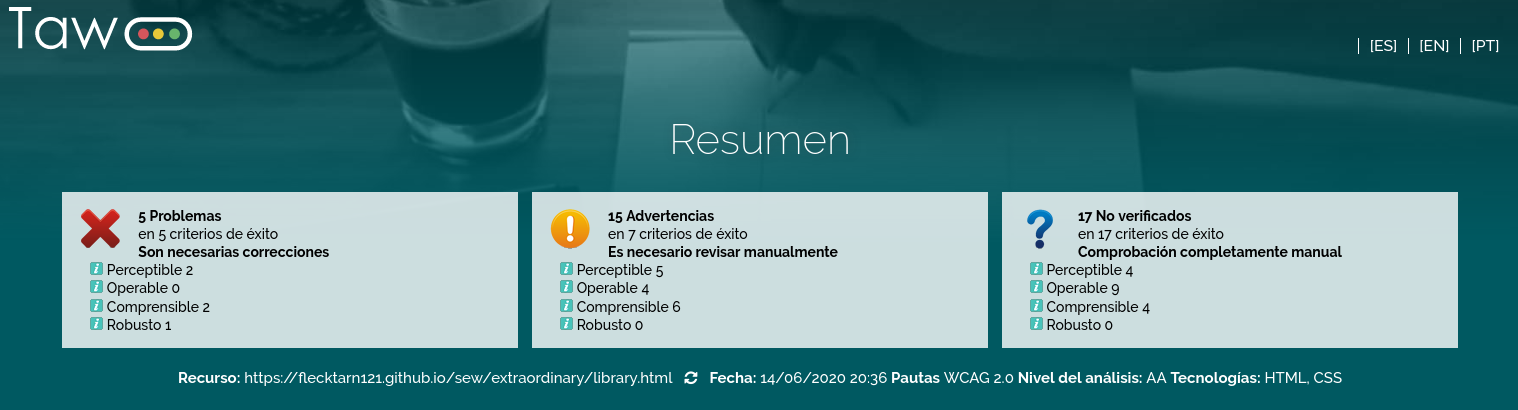 Taw
[ES] [EN] [PT]
Resumen
5 Problemas
en 5 criterios de éxito
Son necesarias correcciones
Perceptible 2
Operable 0
Comprensible 2
Robusto 1
15 Advertencias
en 7 criterios de éxito
Es necesario revisar manualmente
Perceptible 5
Operable 4
Comprensible 6
Robusto 0
17 No verificados
en 17 criterios de éxito
Comprobación completamente manual
Perceptible 4
Operable 9
Comprensible 4
Robusto 0
Recurso: https://flecktarn121.github.io/sew/extraordinary/library.html Fecha: 14/06/2020 20:36 Pautas WCAG 2.0 Nivel del análisis: AA Tecnologías: HTML, CSS